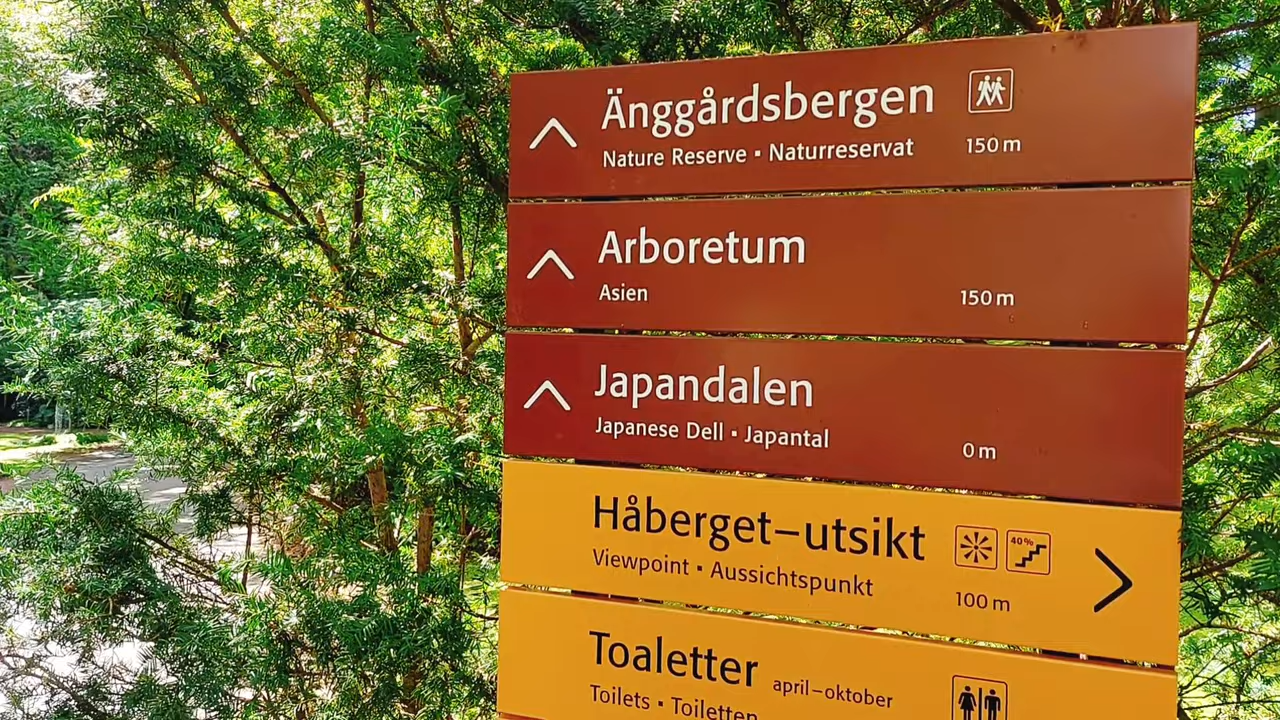 Änggårdsbergen
Nature Reserve ▪ Naturreservat 150 m
Arboretum
Asien 150 m
Japandalen
Japanese Dell ▪ Japantal 0 m
Håberget–utsikt 40%
Viewpoint ▪ Aussichtspunkt 100 m
Toaletter april–oktober
Toilets ▪ Toiletten